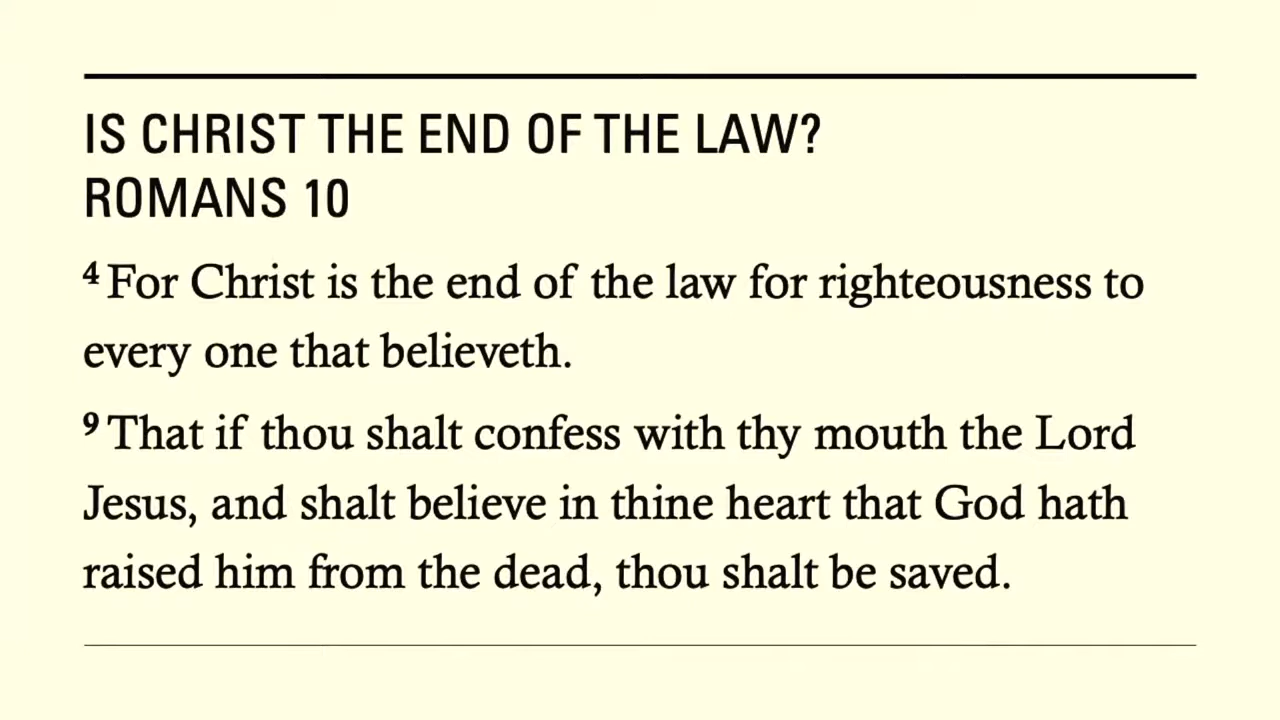 IS CHRIST THE END OF THE LAW?
ROMANS 10
⁴ For Christ is the end of the law for righteousness to
every one that believeth.
⁹ That if thou shalt confess with thy mouth the Lord
Jesus, and shalt believe in thine heart that God hath
raised him from the dead, thou shalt be saved.